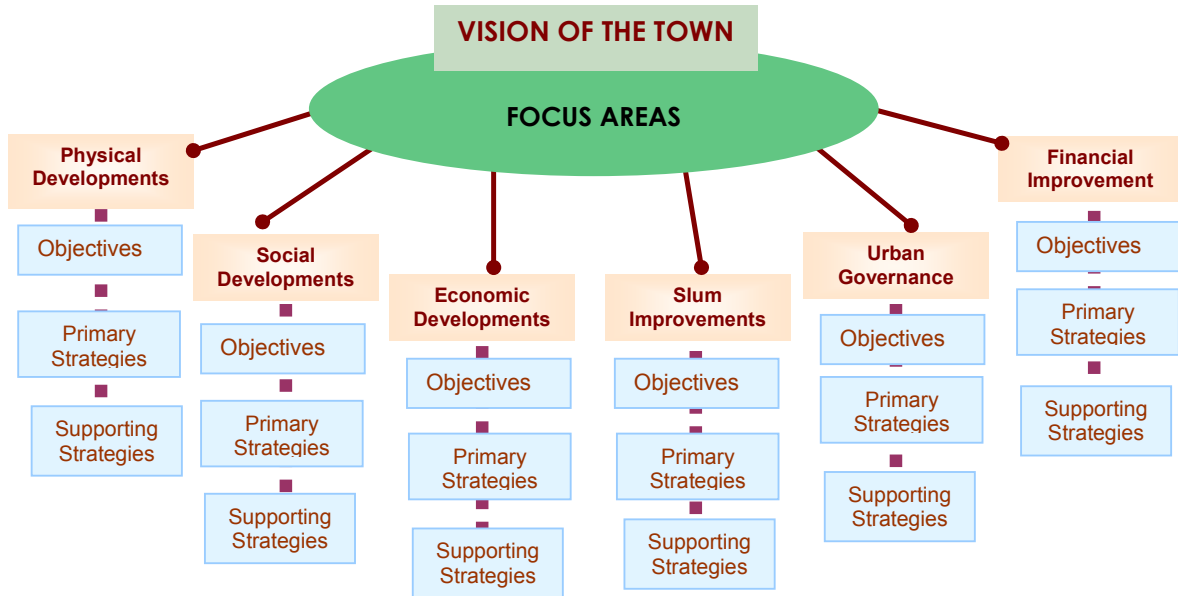 VISION OF THE TOWN
FOCUS AREAS
Physical
Developments
Objectives
Primary
Strategies
Supporting
Strategies
Social
Developments
Objectives
Primary
Strategies
Supporting
Strategies
Economic
Developments
Objectives
Primary
Strategies
Supporting
Strategies
Slum
Improvements
Objectives
Primary
Strategies
Supporting
Strategies
Urban
Governance
Objectives
Primary
Strategies
Supporting
Strategies
Financial
Improvement
Objectives
Primary
Strategies
Supporting
Strategies